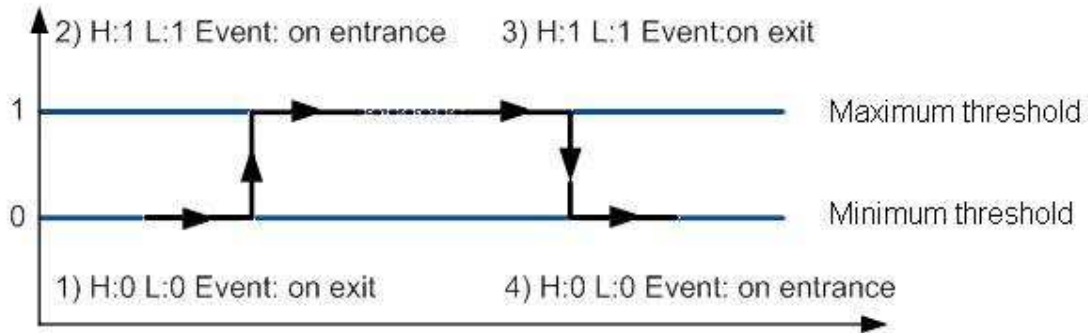 2) H:1 L:1 Event: on entrance
3) H:1 L:1 Event:on exit
1
Maximum threshold
0
Minimum threshold
1) H:0 L:0 Event: on exit
4) H:0 L:0 Event: on entrance